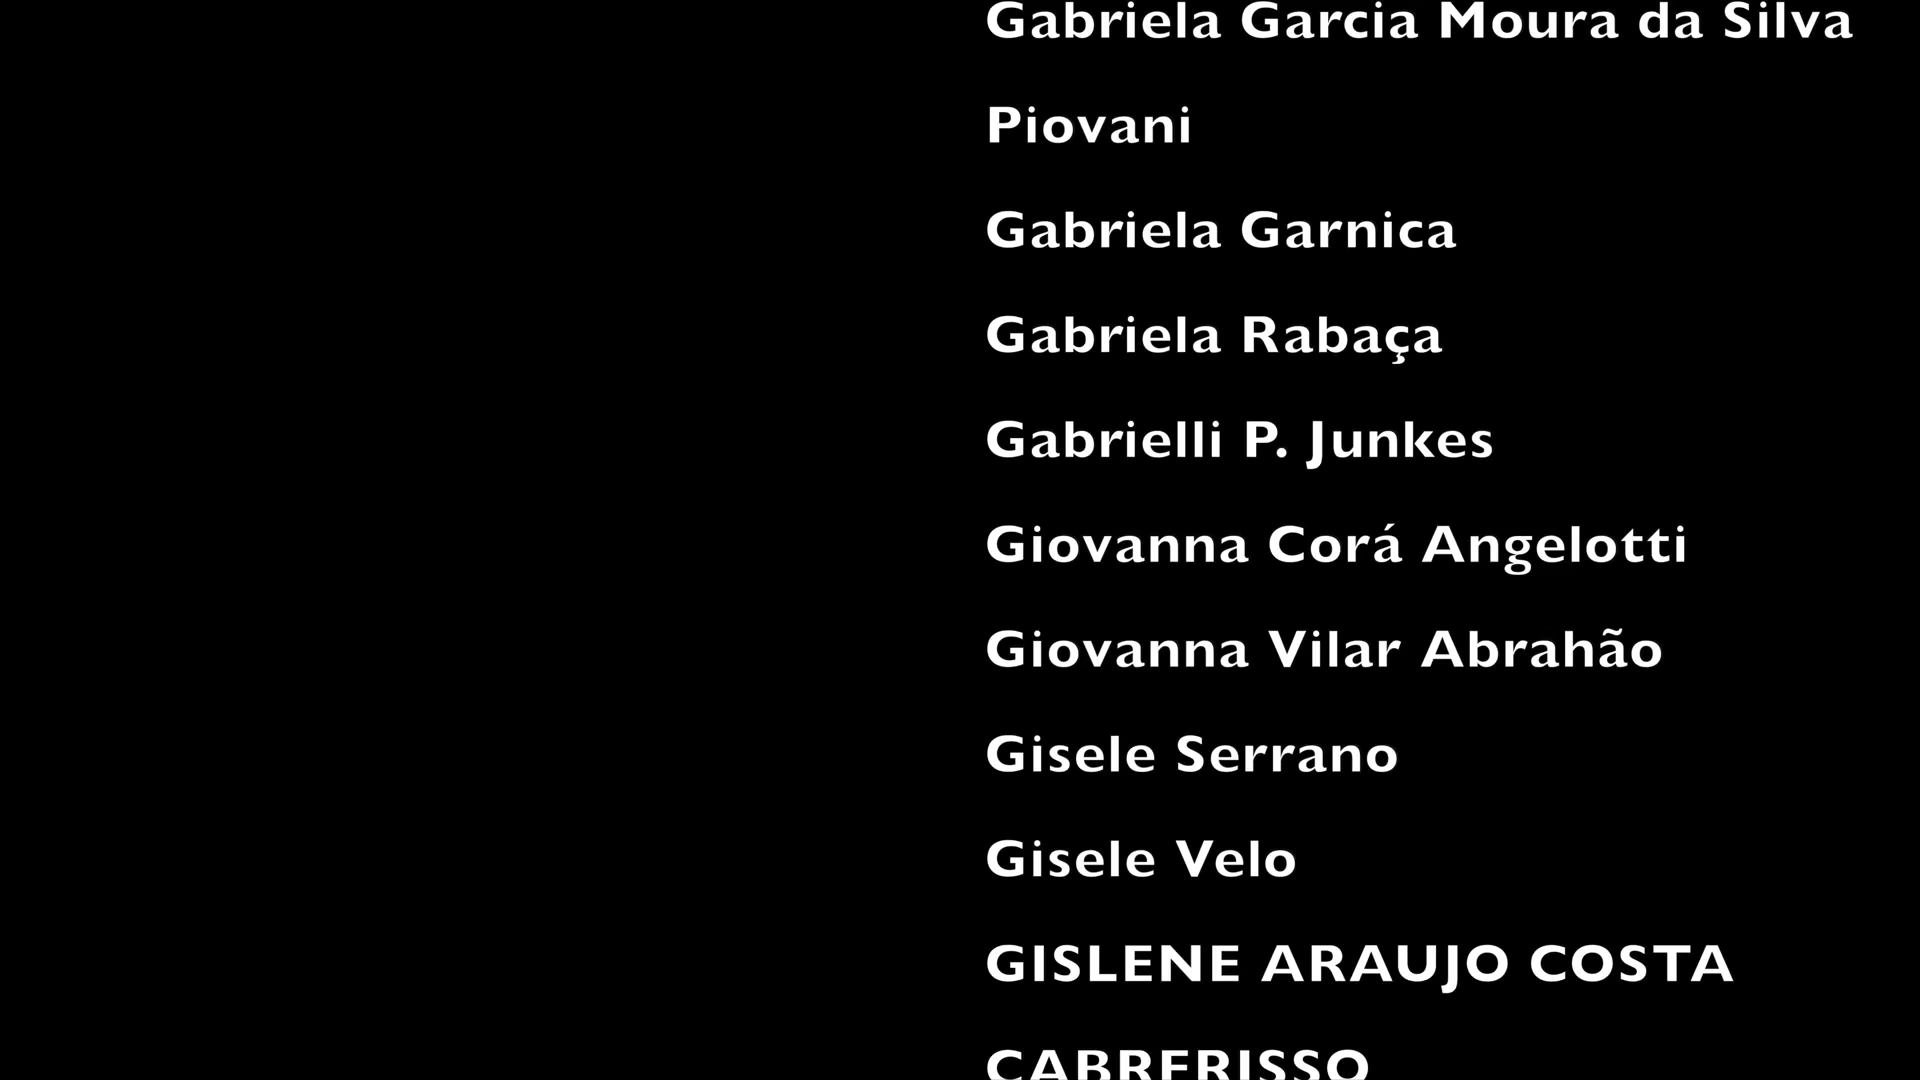 Gabriela Garcia Moura da Silva
Piovani
Gabriela Garnica
Gabriela Rabaça
Gabrielli P. Junkes
Giovanna Corá Angelotti
Giovanna Vilar Abrahão
Gisele Serrano
Gisele Velo
GISLENE ARAUJO COSTA
CABRERISSO